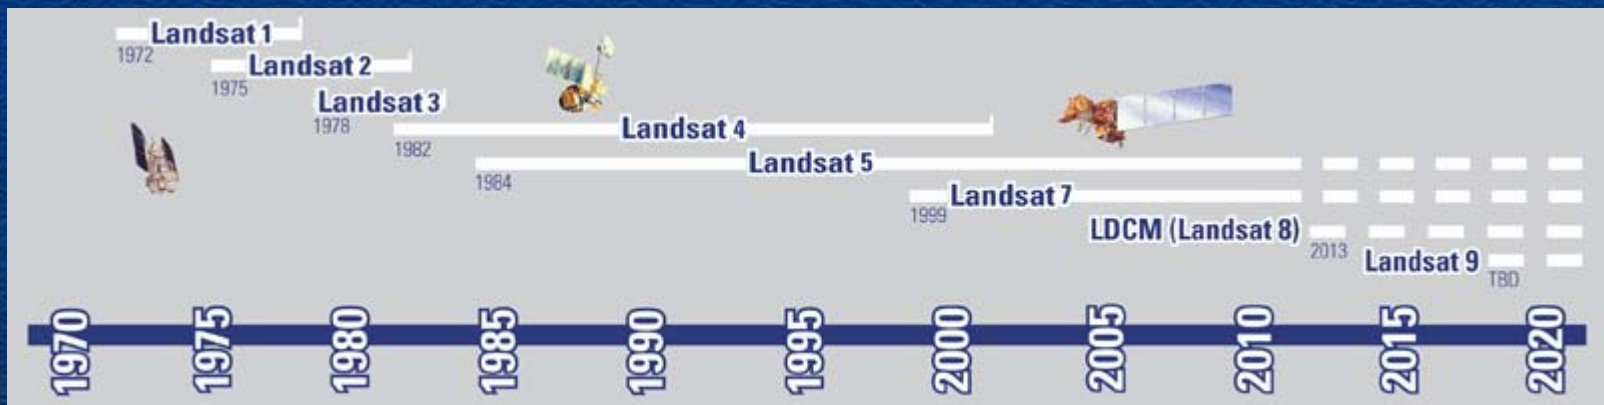 Landsat 1
1972
Landsat 2
1975
Landsat 3
1978
Landsat 4
1982
Landsat 5
1984
Landsat 7
1999
LDCM (Landsat 8)
2013
Landsat 9
TBD
1970
1975
1980
1985
1990
1995
2000
2005
2010
2015
2020